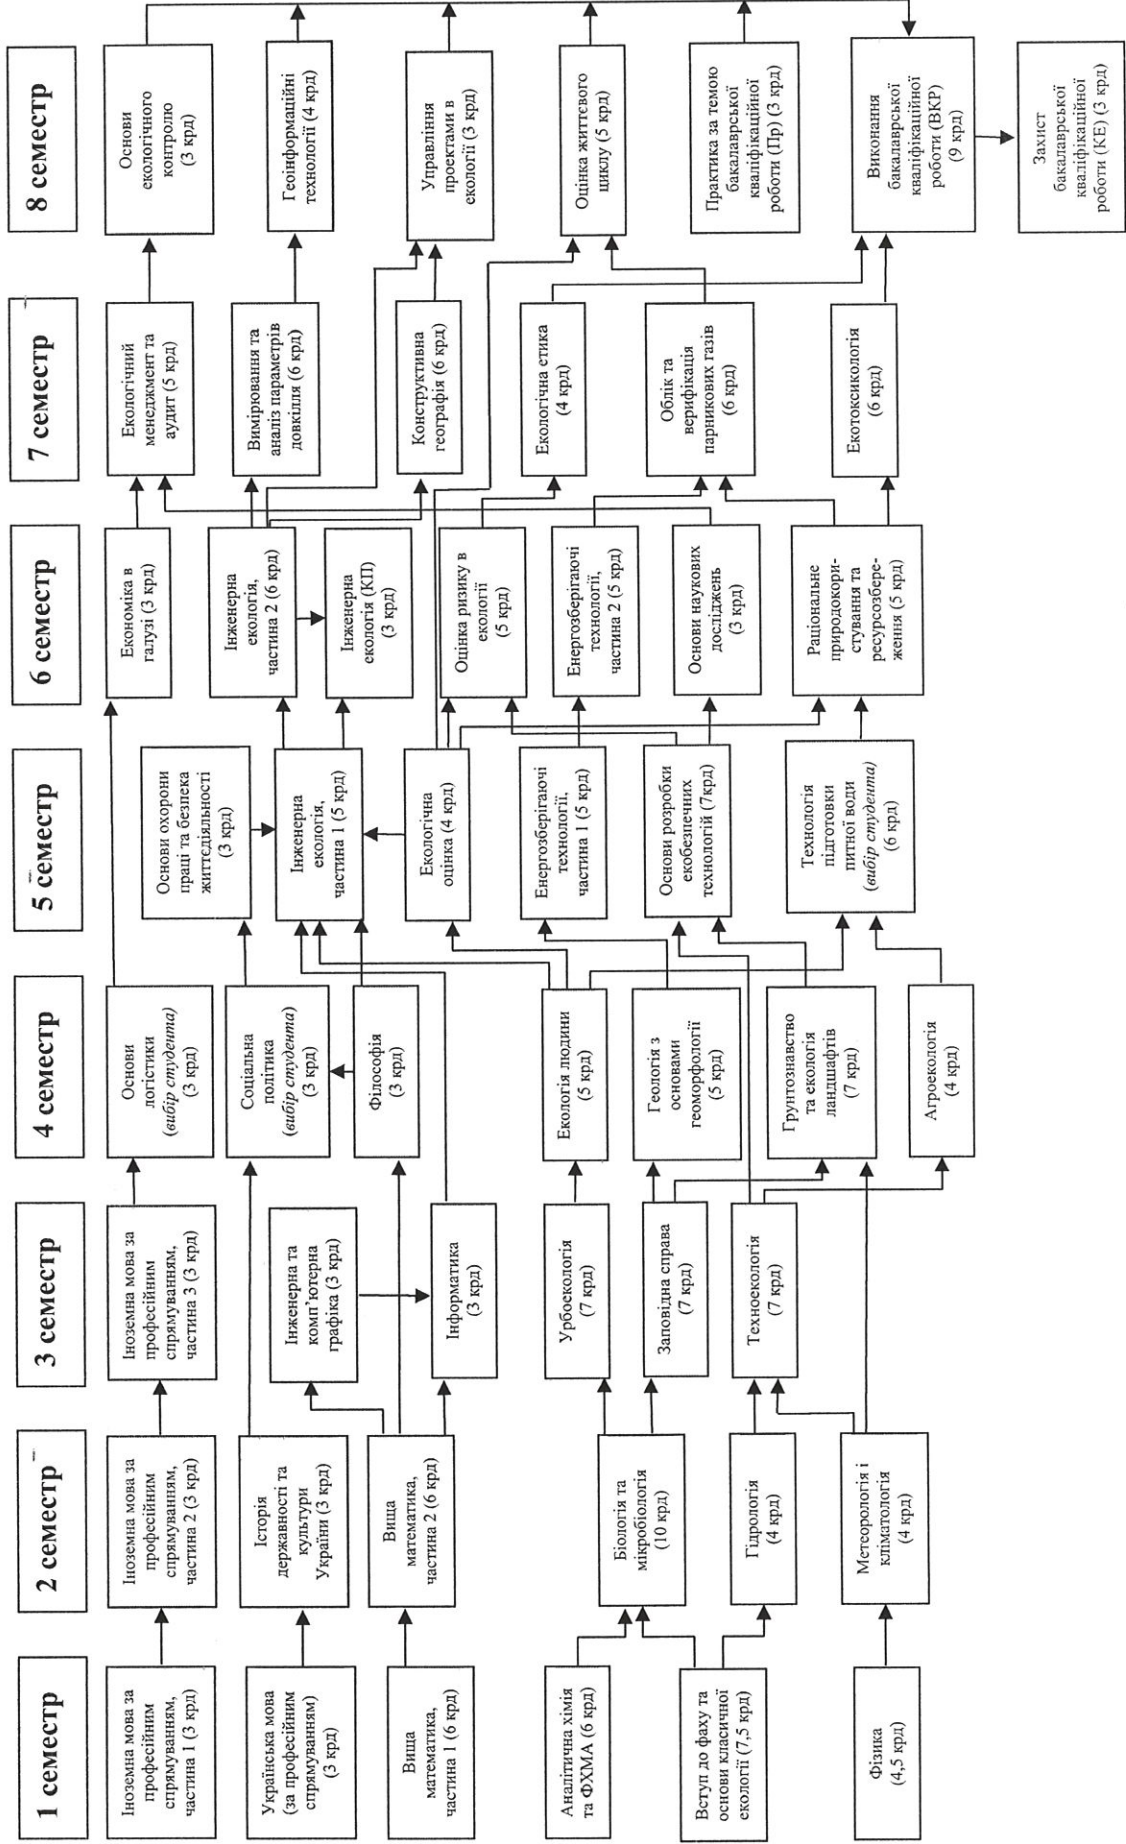 1 семестр
Іноземна мова за
професійним
спрямуванням,
частина 1 (3 крд)
Українська мова
(за професійним
спрямуванням)
(3 крд)
Вища
математика,
частина 1 (6 крд)
Аналітична хімія
та ФХМА (6 крд)
Вступ до фаху та
основи класичної
екології (7,5 крд)
Фізика
(4,5 крд)
2 семестр
Іноземна мова за
професійним
спрямуванням,
частина 2 (3 крд)
Історія
державності та
культури
України (3 крд)
Вища
математика,
частина 2 (6 крд)
Біологія та
мікробіологія
(10 крд)
Гідрологія
(4 крд)
Метеорологія і
кліматологія
(4 крд)
3 семестр
Іноземна мова за
професійним
спрямуванням,
частина 3 (3 крд)
Інженерна та
комп’ютерна
графіка (3 крд)
Інформатика
(3 крд)
Урбоекологія
(7 крд)
Заповідна справа
(7 крд)
Техноекологія
(7 крд)
4 семестр
Основи
логістики
(вибір студента)
(3 крд)
Соціальна
політика
(вибір студента)
(3 крд)
Філософія
(3 крд)
Екологія людини
(5 крд)
Геологія з
основами
геоморфології
(5 крд)
Грунтознавство
та екологія
ландшафтів
(7 крд)
Агроекологія
(4 крд)
5 семестр
Основи охорони
праці та безпека
життєдіяльності
(3 крд)
Інженерна
екологія,
частина 1 (5 крд)
Екологічна
оцінка (4 крд)
Енергозберігаючі
технології,
частина 1 (5 крд)
Основи розробки
екобезпечних
технологій (7крд)
Технологія
підготовки
питної води
(вибір студента)
(6 крд)
6 семестр
Економіка в
галузі (3 крд)
Інженерна
екологія,
частина 2 (6 крд)
Інженерна
екологія (КП)
(3 крд)
Оцінка ризику в
екології
(5 крд)
Енергозберігаючі
технології,
частина 2 (5 крд)
Основи наукових
досліджень
(3 крд)
Раціональне
природокори-
стування та
ресурсозбере-
ження (5 крд)
7 семестр
Екологічний
менеджмент та
аудит (5 крд)
Вимірювання та
аналіз параметрів
довкілля (6 крд)
Конструктивна
географія (6 крд)
Екологічна етика
(4 крд)
Облік та
верифікація
парникових газів
(6 крд)
Екотоксикологія
(6 крд)
8 семестр
Основи
екологічного
контролю
(3 крд)
Геоінформаційні
технології (4 крд)
Управління
проектами в
екології (3 крд)
Оцінка життєвого
циклу (5 крд)
Практика за темою
бакалаврської
кваліфікаційної
роботи (Пр) (3 крд)
Виконання
бакалаврської
кваліфікаційної
роботи (ВКР)
(9 крд)
Захист
бакалаврської
кваліфікаційної
роботи (КЕ) (3 крд)